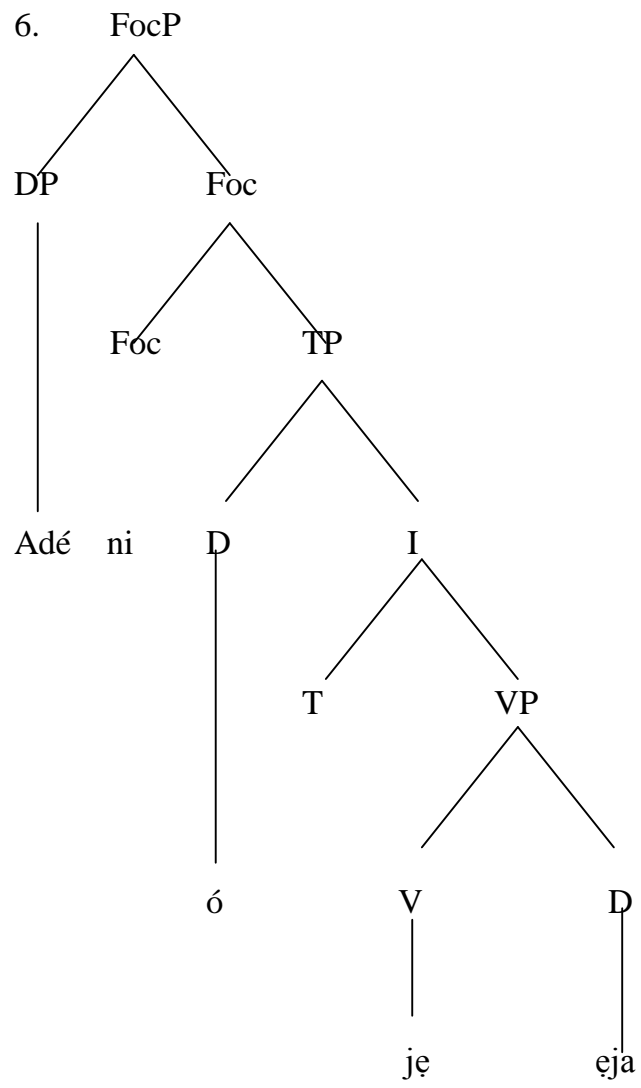 6. FocP
DP Foc
Foc TP
Adé ni D I
T VP
ó V D
jẹ ẹja